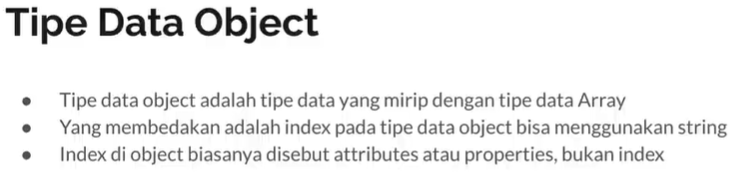 Tipe Data Object
● Tipe data object adalah tipe data yang mirip dengan tipe data Array
● Yang membedakan adalah index pada tipe data object bisa menggunakan string
● Index di object biasanya disebut attributes atau properties, bukan index